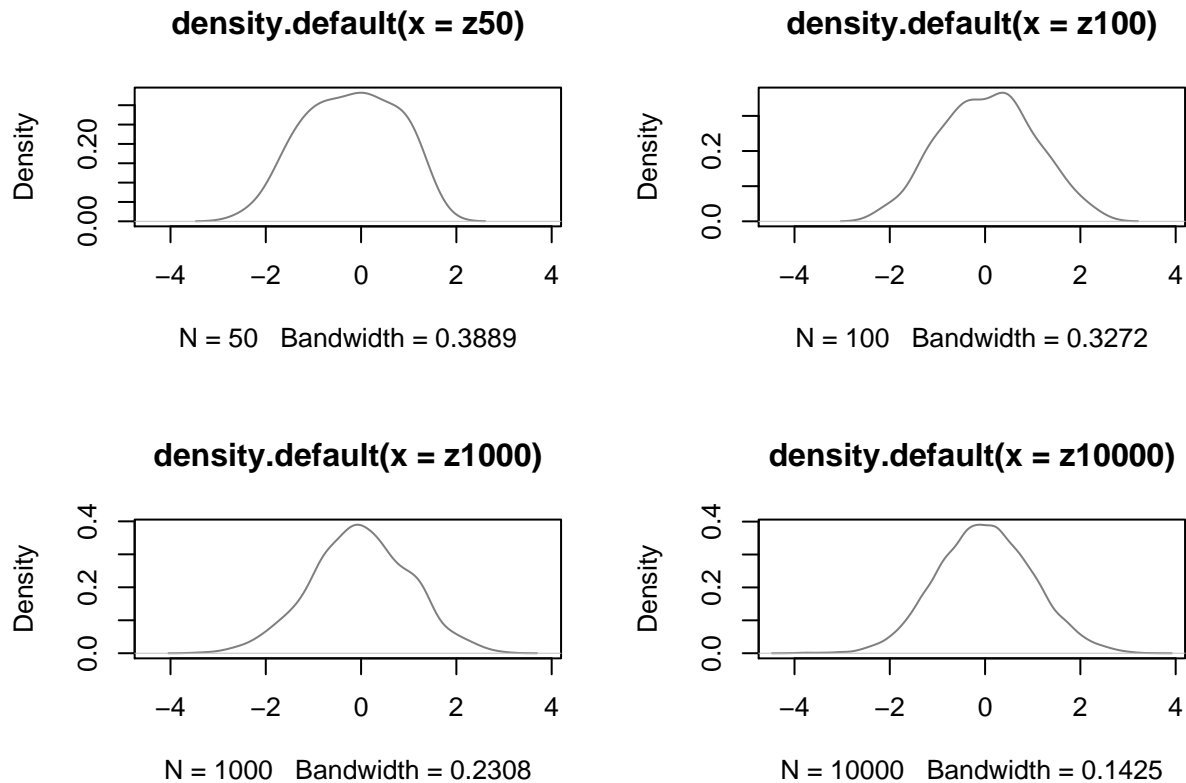 density.default(x = z50)
Density
0.00 0.20
−4 −2 0 2 4
N = 50   Bandwidth = 0.3889
density.default(x = z100)
Density
0.0 0.2
−4 −2 0 2 4
N = 100   Bandwidth = 0.3272
density.default(x = z1000)
Density
0.0 0.2 0.4
−4 −2 0 2 4
N = 1000   Bandwidth = 0.2308
density.default(x = z10000)
Density
0.0 0.2 0.4
−4 −2 0 2 4
N = 10000   Bandwidth = 0.1425